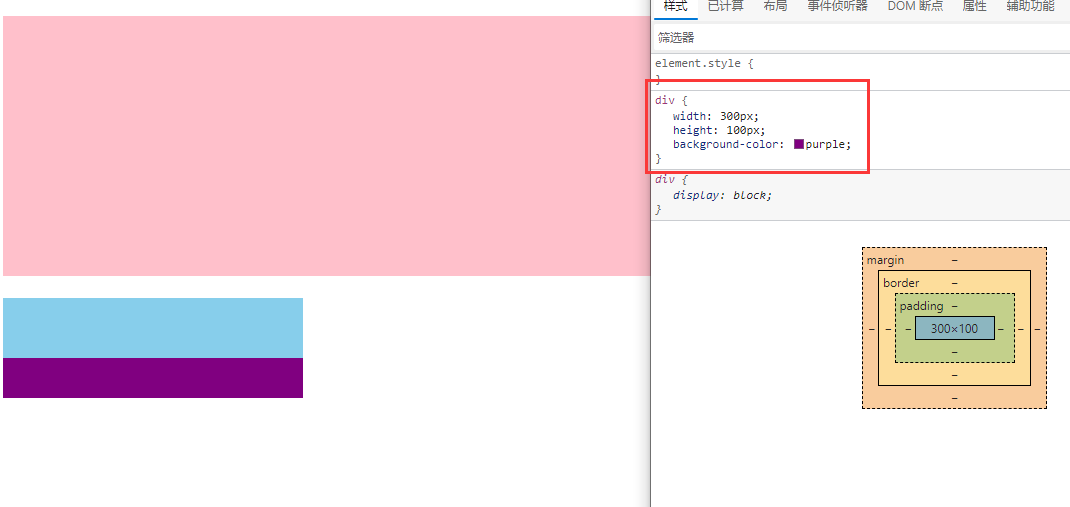 样式 已计算 布局 事件侦听器 DOM 断点 属性 辅助功能
筛选器
element.style {
}
div {
width: 300px;
height: 100px;
background-color: purple;
}
div {
display: block;
}
margin –
border –
padding –
– – – 300×100 – – –
–
–
–